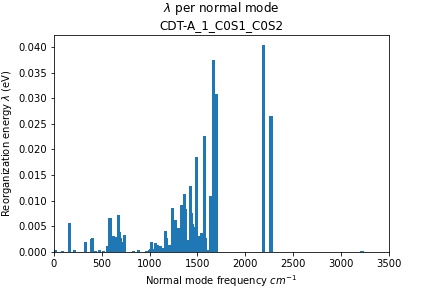 λ per normal mode
CDT-A_1_C0S1_C0S2
0.040
0.035
0.030
0.025
0.020
0.015
0.010
0.005
0.000
Reorganization energy λ (eV)
0 500 1000 1500 2000 2500 3000 3500
Normal mode frequency cm⁻¹